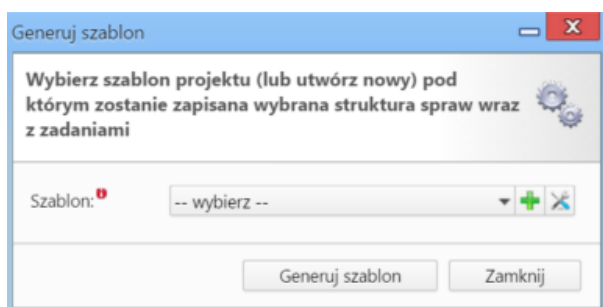 Generuj szablon
Wybierz szablon projektu (lub utwórz nowy) pod
którym zostanie zapisana wybrana struktura spraw wraz
z zadaniami
Szablon:
-- wybierz --
Generuj szablon
Zamknij